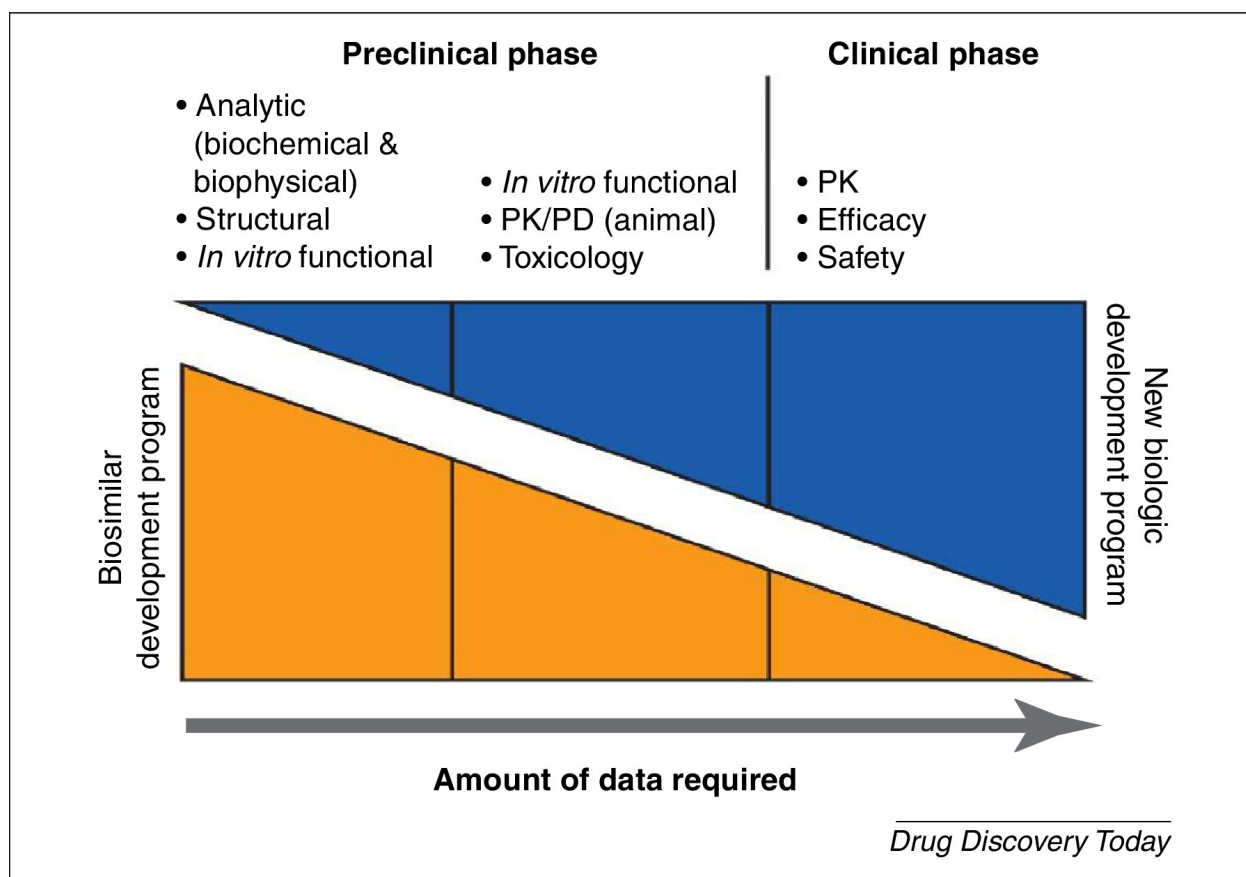 Preclinical phase
Clinical phase
• Analytic
(biochemical &
biophysical)
• Structural
• In vitro functional
• In vitro functional
• PK/PD (animal)
• Toxicology
• PK
• Efficacy
• Safety
Biosimilar
development program
New biologic
development program
Amount of data required
Drug Discovery Today